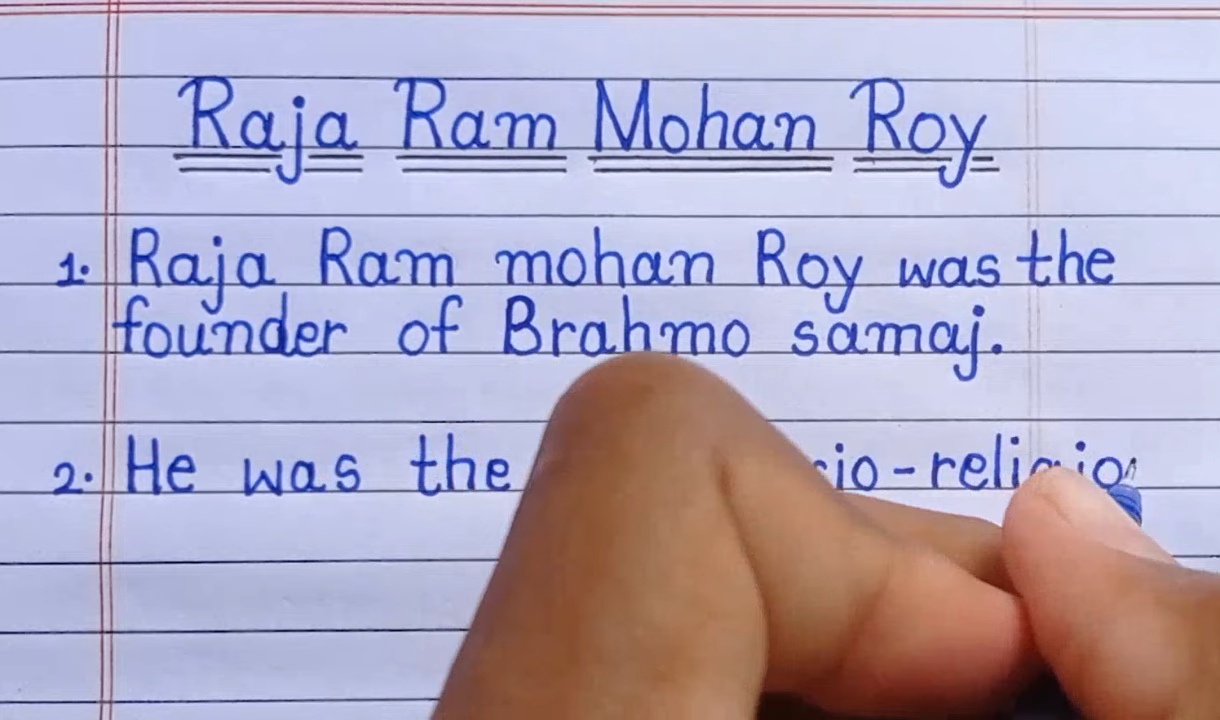 Raja Ram Mohan Roy
1. Raja Ram mohan Roy was the
founder of Brahmo samaj.
2. He was the